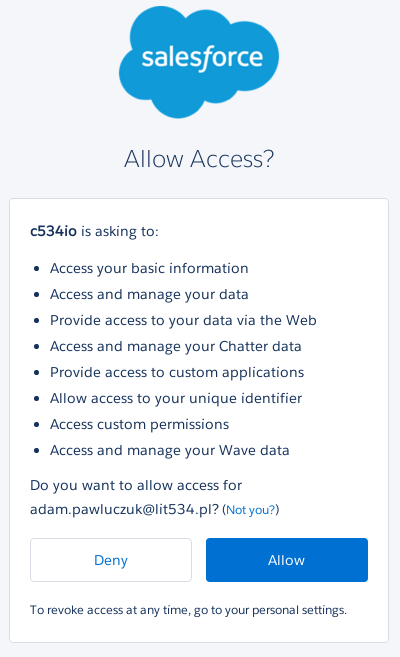 salesforce
Allow Access?
c534io is asking to:
Access your basic information
Access and manage your data
Provide access to your data via the Web
Access and manage your Chatter data
Provide access to custom applications
Allow access to your unique identifier
Access custom permissions
Access and manage your Wave data
Do you want to allow access for
adam.pawluczuk@lit534.pl? (Not you?)
Deny
Allow
To revoke access at any time, go to your personal settings.